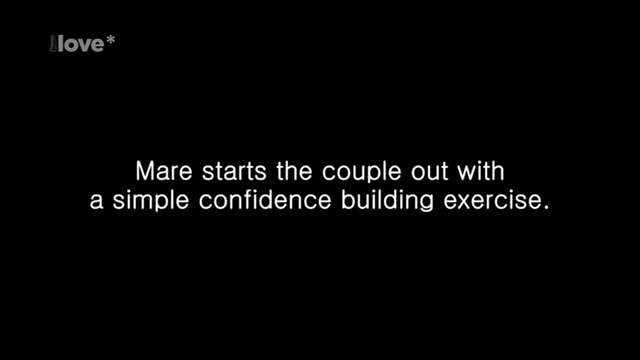 love*
Mare starts the couple out with
a simple confidence building exercise.